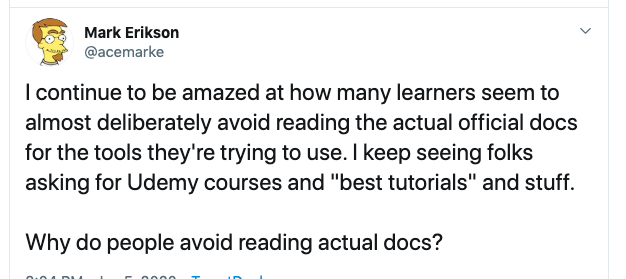 Mark Erikson
@acemarke
I continue to be amazed at how many learners seem to
almost deliberately avoid reading the actual official docs
for the tools they're trying to use. I keep seeing folks
asking for Udemy courses and "best tutorials" and stuff.
Why do people avoid reading actual docs?